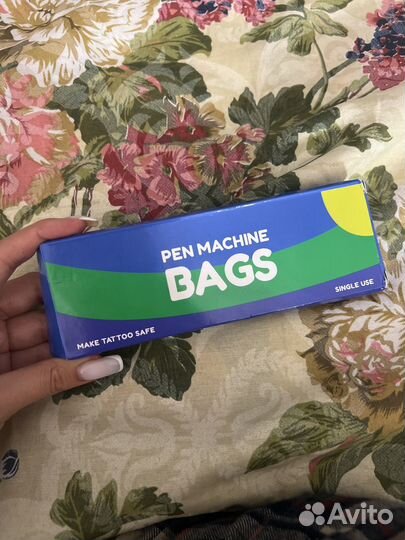 PEN MACHINE
BAGS
MAKE TATTOO SAFE
SINGLE USE
Avito